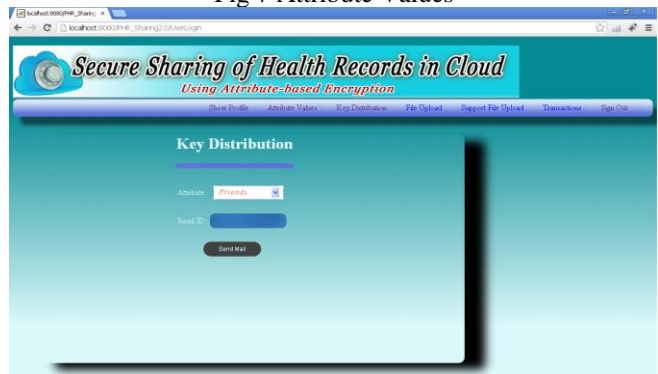 Fig 7 Attribute Values
localhost:8080/PHR_Sharing ×
localhost:8080/PHR_Sharing2.0/UserLogin
Secure Sharing of Health Records in Cloud
Using Attribute-based Encryption
Show Profile Attribute Values Key Distribution File Upload Support File Upload Transactions Sign Out
Key Distribution
Attribute Friends
Email ID
Send Mail